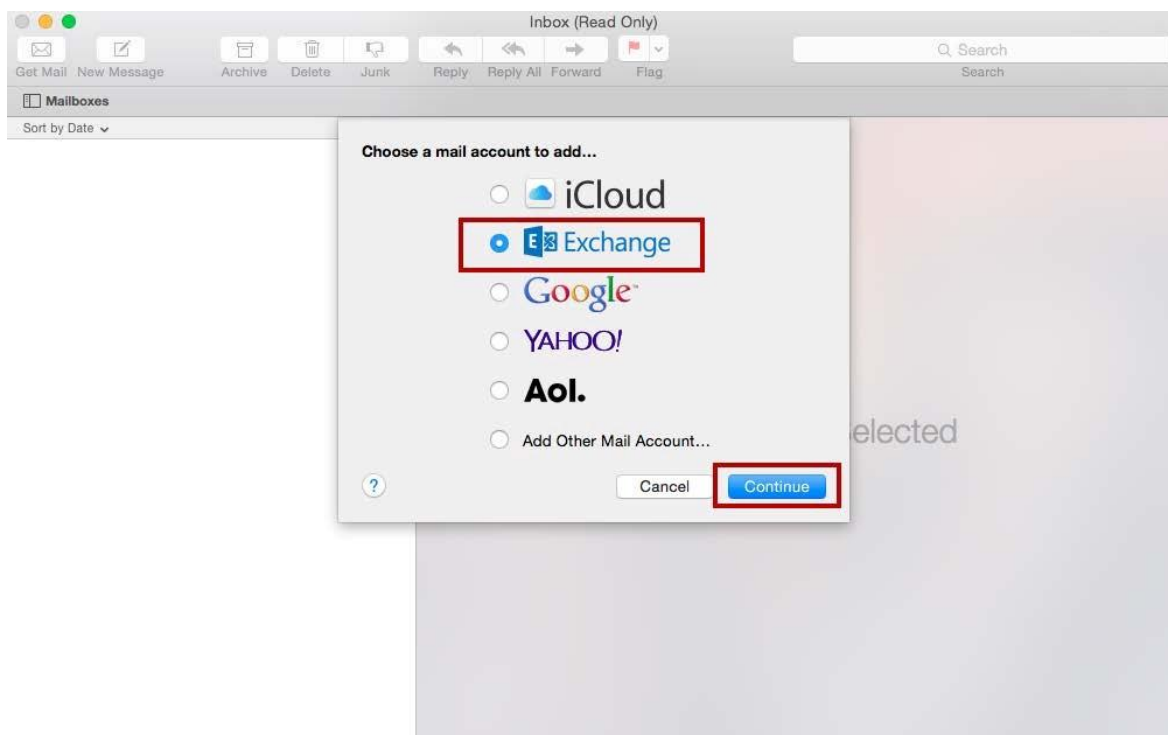 Inbox (Read Only)
Get Mail New Message Archive Delete Junk Reply Reply All Forward Flag Search
Search
Mailboxes
Sort by Date
Choose a mail account to add...
iCloud
E Exchange
Google™
YAHOO!
Aol.
Add Other Mail Account...
elected
? Cancel Continue